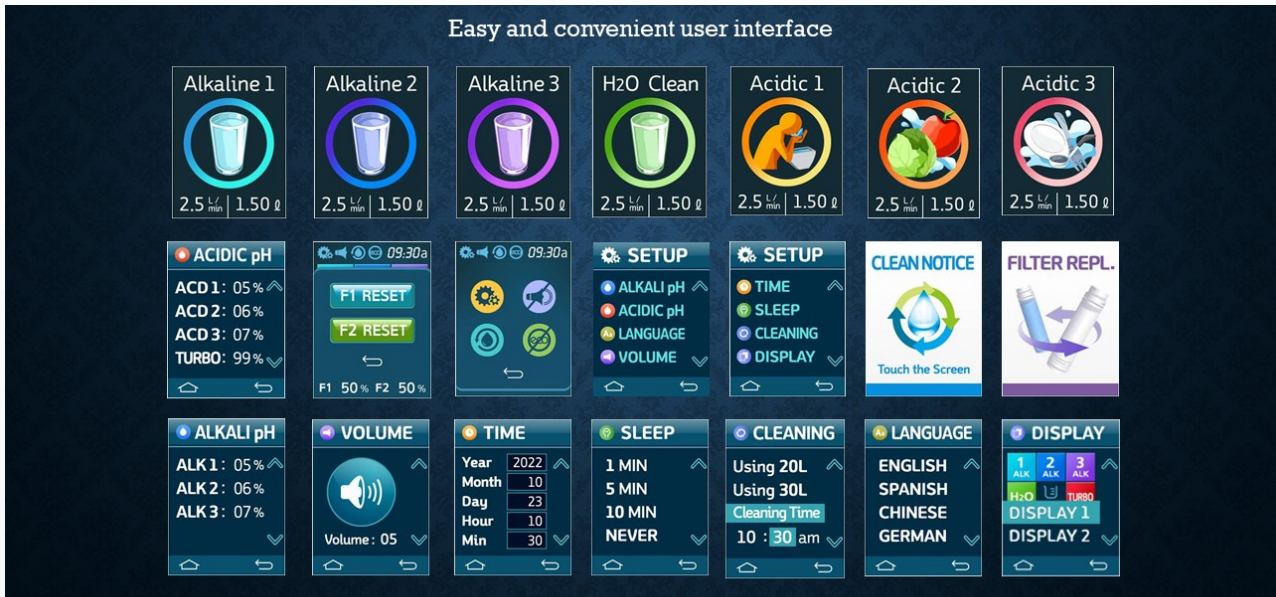 Easy and convenient user interface
Alkaline 1
2.5 L/min | 1.50 ℓ
Alkaline 2
2.5 L/min | 1.50 ℓ
Alkaline 3
2.5 L/min | 1.50 ℓ
H2O Clean
2.5 L/min | 1.50 ℓ
Acidic 1
2.5 L/min | 1.50 ℓ
Acidic 2
2.5 L/min | 1.50 ℓ
Acidic 3
2.5 L/min | 1.50 ℓ
ACIDIC pH
ACD 1: 05 %
ACD 2: 06%
ACD 3: 07%
TURBO: 99%
ECO 09:30a
F1 RESET
F2 RESET
F1 50 % F2 50 %
ECO 09:30a
ECO
SETUP
ALKALI pH
ACIDIC pH
Aa LANGUAGE
VOLUME
SETUP
TIME
SLEEP
CLEANING
DISPLAY
CLEAN NOTICE
Touch the Screen
FILTER REPL.
ALKALI pH
ALK 1: 05 %
ALK 2: 06%
ALK 3: 07%
VOLUME
Volume: 05
TIME
Year 2022
Month 10
Day 23
Hour 10
Min 30
SLEEP
1 MIN
5 MIN
10 MIN
NEVER
CLEANING
Using 20L
Using 30L
Cleaning Time
10 : 30 am
Aa LANGUAGE
ENGLISH
SPANISH
CHINESE
GERMAN
DISPLAY
1 ALK 2 ALK 3 ALK
H2O TURBO
DISPLAY 1
DISPLAY 2